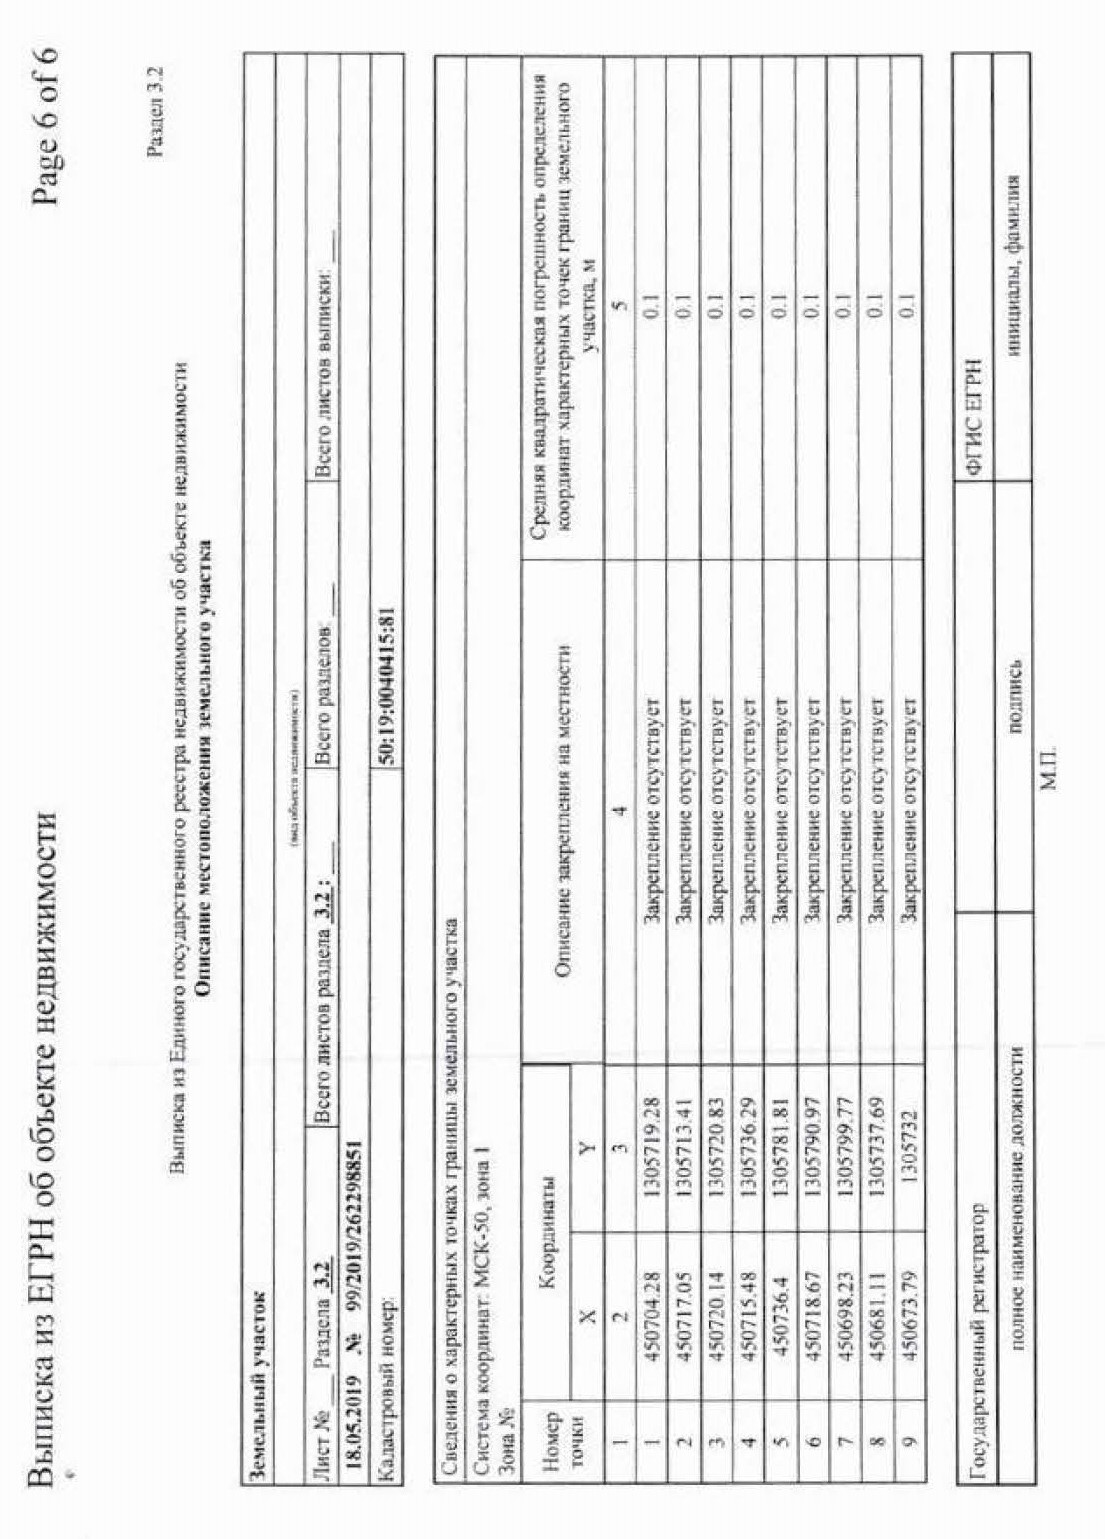 Выписка из ЕГРН об объекте недвижимости Page 6 of 6
Раздел 3.2
Выписка из Единого государственного реестра недвижимости об объекте недвижимости
Описание местоположения земельного участка
Земельный участок
(вид объекта недвижимости)
Лист № ___ Раздела 3.2 Всего листов раздела 3.2 : ___ Всего разделов: ___ Всего листов выписки: ___
18.05.2019 № 99/2019/262298851
Кадастровый номер: 50:19:0040415:81
Сведения о характерных точках границы земельного участка
Система координат: МСК-50, зона 1
Зона №
Номер точки Координаты Описание закрепления на местности Средняя квадратическая погрешность определения координат характерных точек границ земельного участка, м
X Y
1 2 3 4 5
1 450704.28 1305719.28 Закрепление отсутствует 0.1
2 450717.05 1305713.41 Закрепление отсутствует 0.1
3 450720.14 1305720.83 Закрепление отсутствует 0.1
4 450715.48 1305736.29 Закрепление отсутствует 0.1
5 450736.4 1305781.81 Закрепление отсутствует 0.1
6 450718.67 1305790.97 Закрепление отсутствует 0.1
7 450698.23 1305799.77 Закрепление отсутствует 0.1
8 450681.11 1305737.69 Закрепление отсутствует 0.1
9 450673.79 1305732 Закрепление отсутствует 0.1
Государственный регистратор ФГИС ЕГРН
полное наименование должности подпись инициалы, фамилия
М.П.